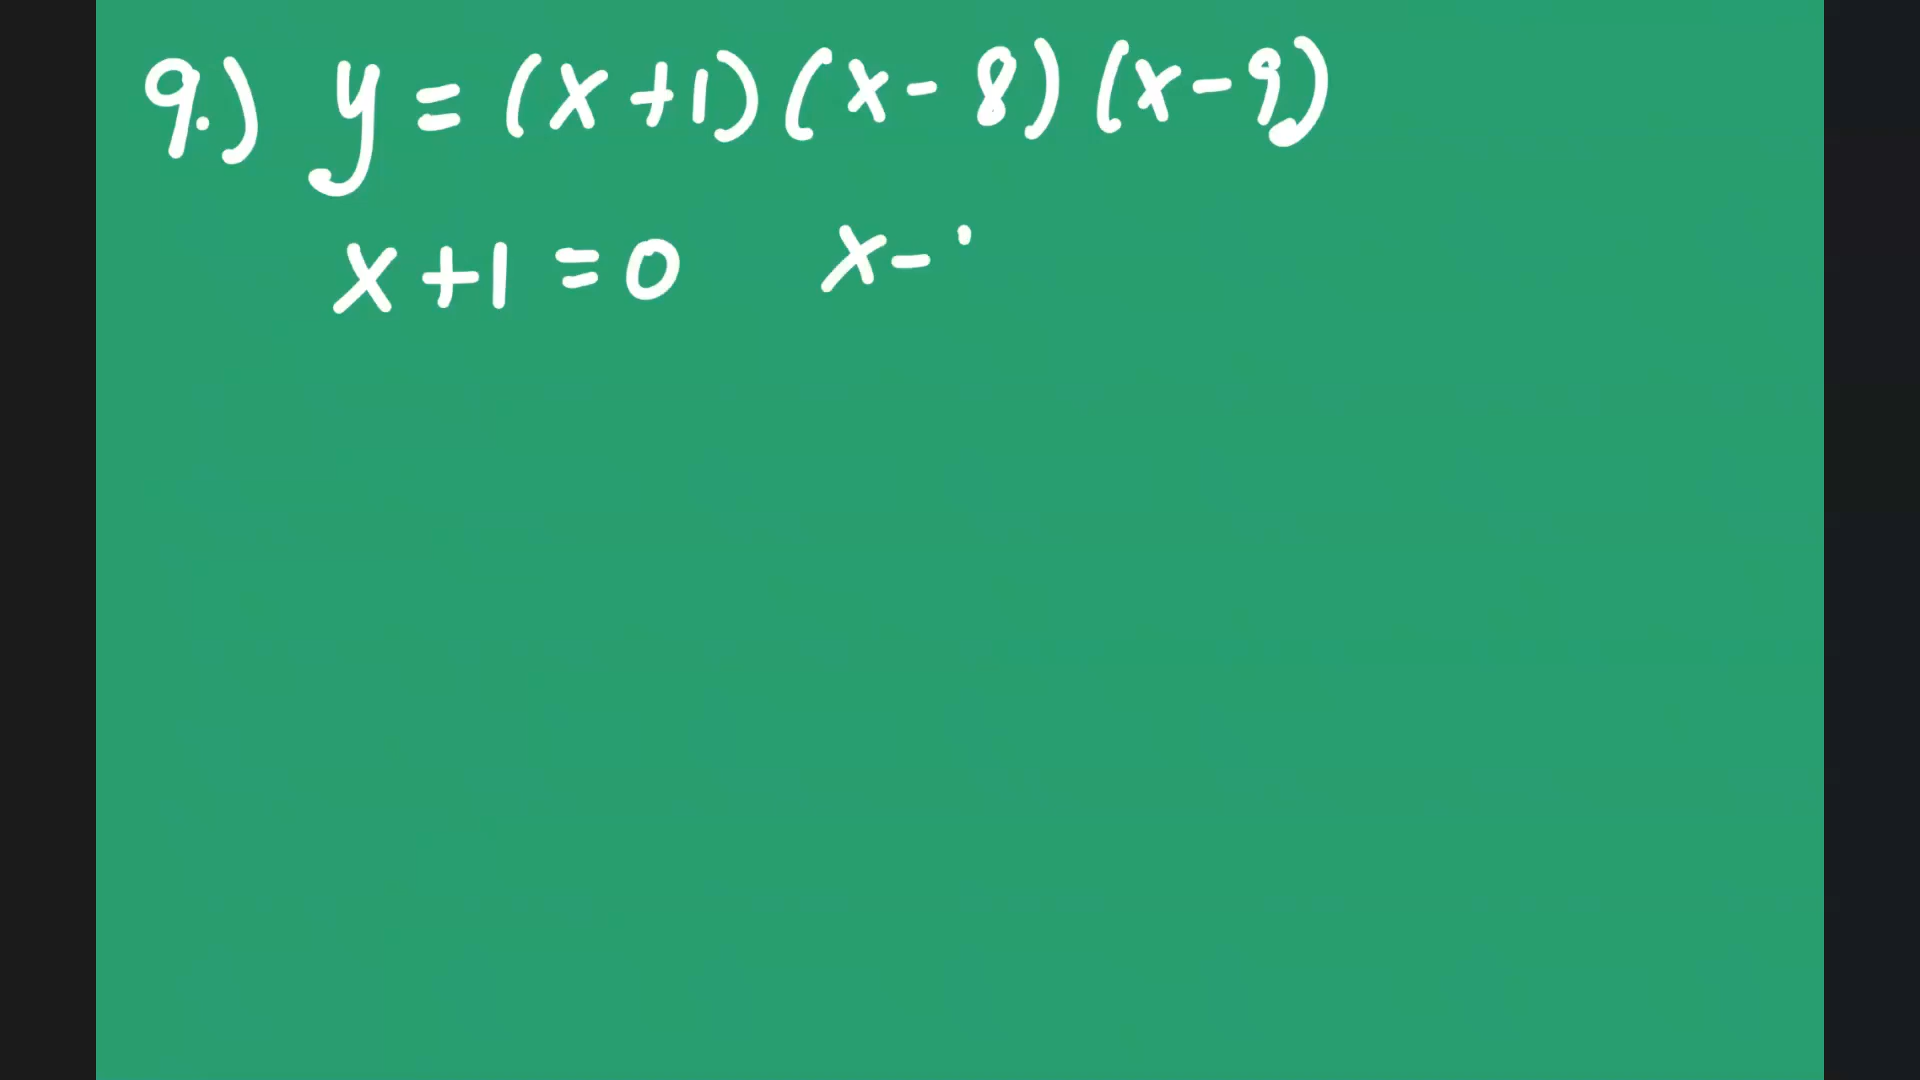 9.) y = (x+1)(x-8)(x-9)
x+1=0 x-